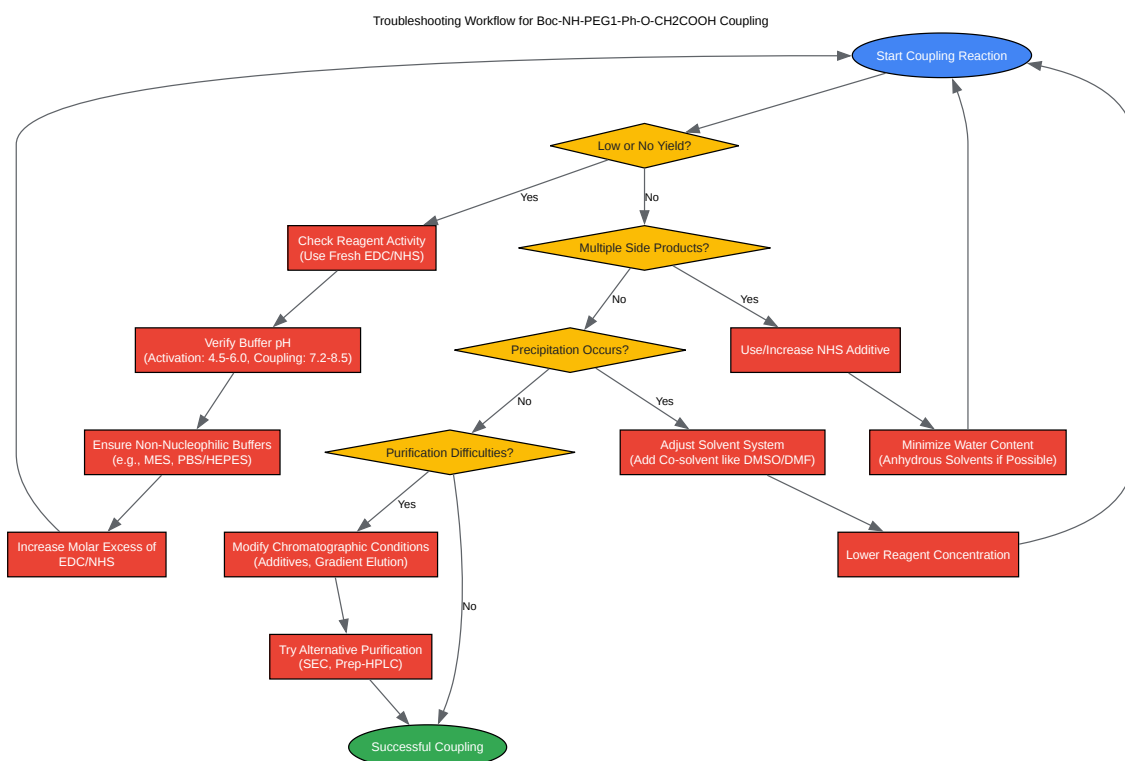 Troubleshooting Workflow for Boc-NH-PEG1-Ph-O-CH2COOH Coupling
Start Coupling Reaction
Low or No Yield?
Yes
No
Check Reagent Activity
(Use Fresh EDC/NHS)
Multiple Side Products?
No
Yes
Verify Buffer pH
(Activation: 4.5-6.0, Coupling: 7.2-8.5)
Precipitation Occurs?
Use/Increase NHS Additive
No
Yes
Ensure Non-Nucleophilic Buffers
(e.g., MES, PBS/HEPES)
Purification Difficulties?
Adjust Solvent System
(Add Co-solvent like DMSO/DMF)
Minimize Water Content
(Anhydrous Solvents if Possible)
Yes
Increase Molar Excess of
EDC/NHS
Modify Chromatographic Conditions
(Additives, Gradient Elution)
Lower Reagent Concentration
No
Try Alternative Purification
(SEC, Prep-HPLC)
Successful Coupling